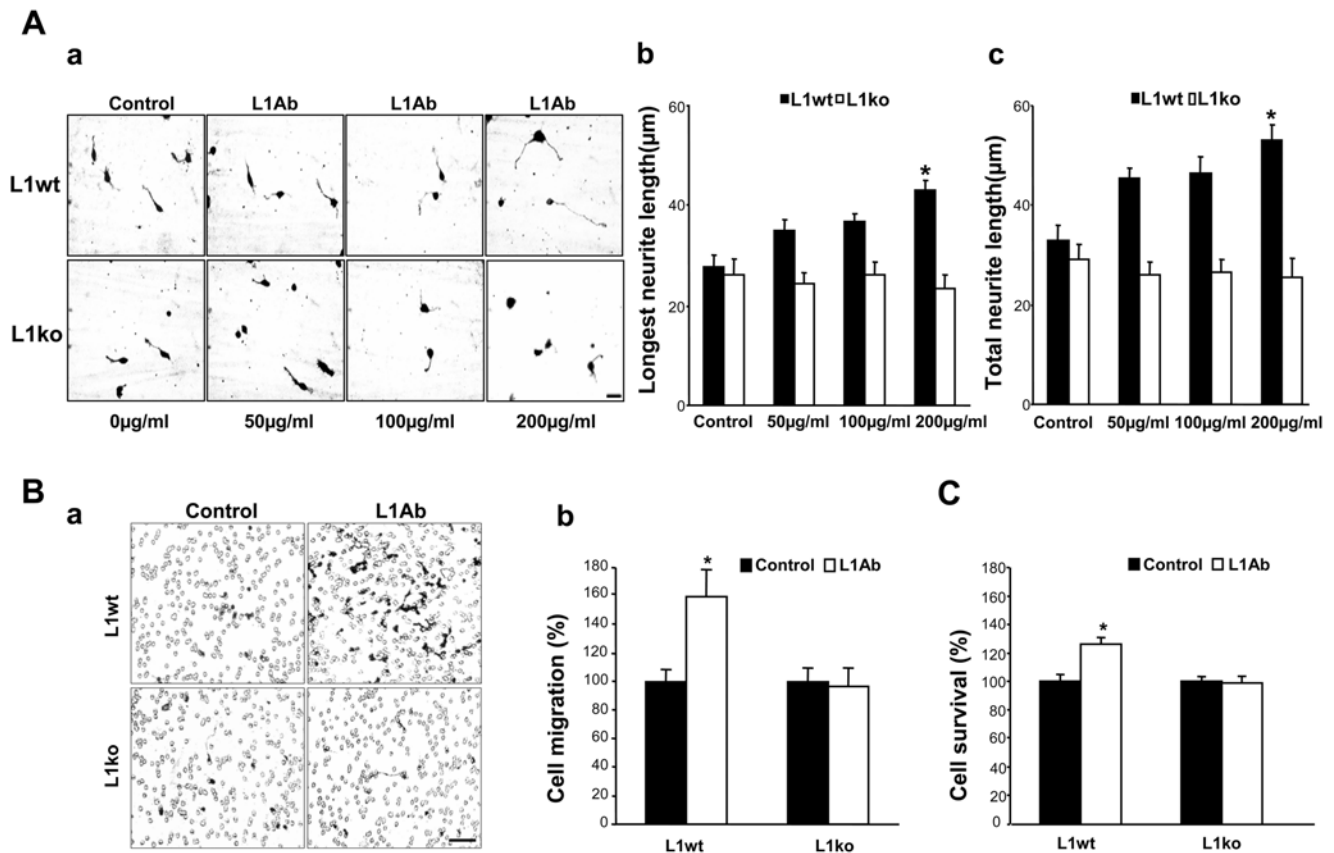 A
a
Control L1Ab L1Ab L1Ab
L1wt
L1ko
0µg/ml 50µg/ml 100µg/ml 200µg/ml
b
L1wt L1ko
Longest neurite length(µm)
60
40
20
0
*
Control 50µg/ml 100µg/ml 200µg/ml
c
L1wt L1ko
Total neurite length(µm)
60
40
20
0
*
Control 50µg/ml 100µg/ml 200µg/ml
B
a
Control L1Ab
L1wt
L1ko
b
Control L1Ab
Cell migration (%)
180
160
140
120
100
80
60
40
20
0
*
L1wt L1ko
C
Control L1Ab
Cell survival (%)
180
160
140
120
100
80
60
40
20
0
*
L1wt L1ko